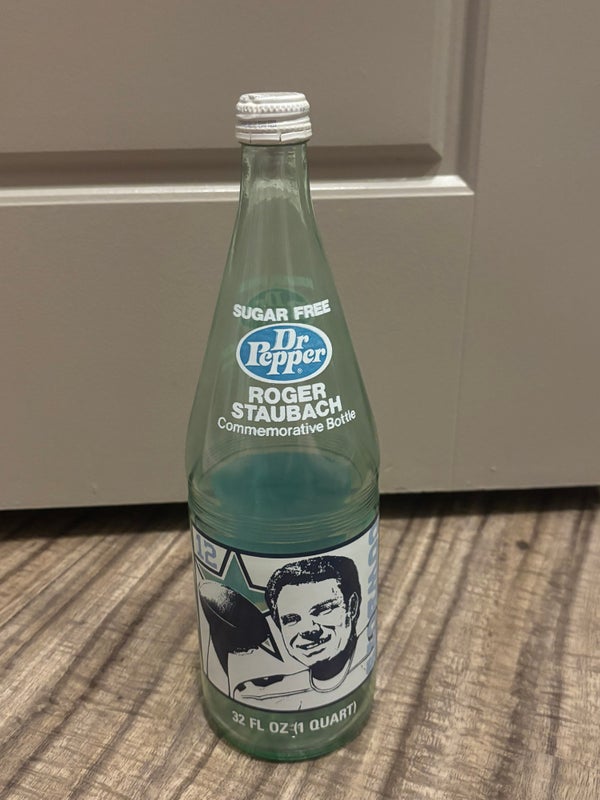 SUGAR FREE
Dr
Pepper
ROGER
STAUBACH
Commemorative Bottle
12
32 FL OZ (1 QUART)